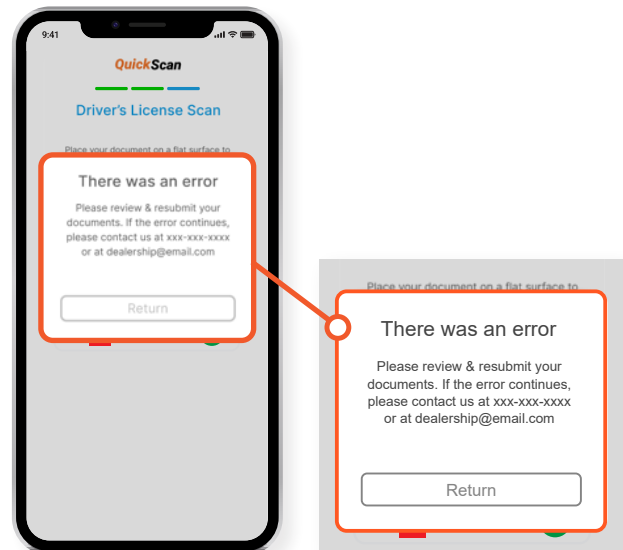 9:41
QuickScan
Driver's License Scan
Place your document on a flat surface to
There was an error
Please review & resubmit your
documents. If the error continues,
please contact us at xxx-xxx-xxxx
or at dealership@email.com
Return
Place your document on a flat surface to
There was an error
Please review & resubmit your
documents. If the error continues,
please contact us at xxx-xxx-xxxx
or at dealership@email.com
Return